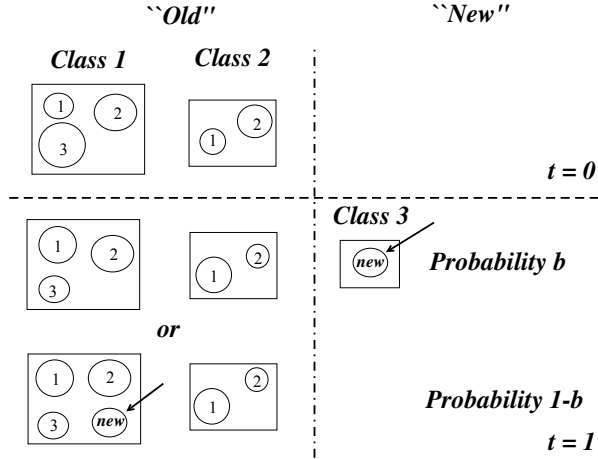 ``Old"
``New"
Class 1
Class 2
1
2
3
1
2
t = 0
Class 3
1
2
3
1
2
new
Probability b
or
1
2
3
new
1
2
Probability 1-b
t = 1